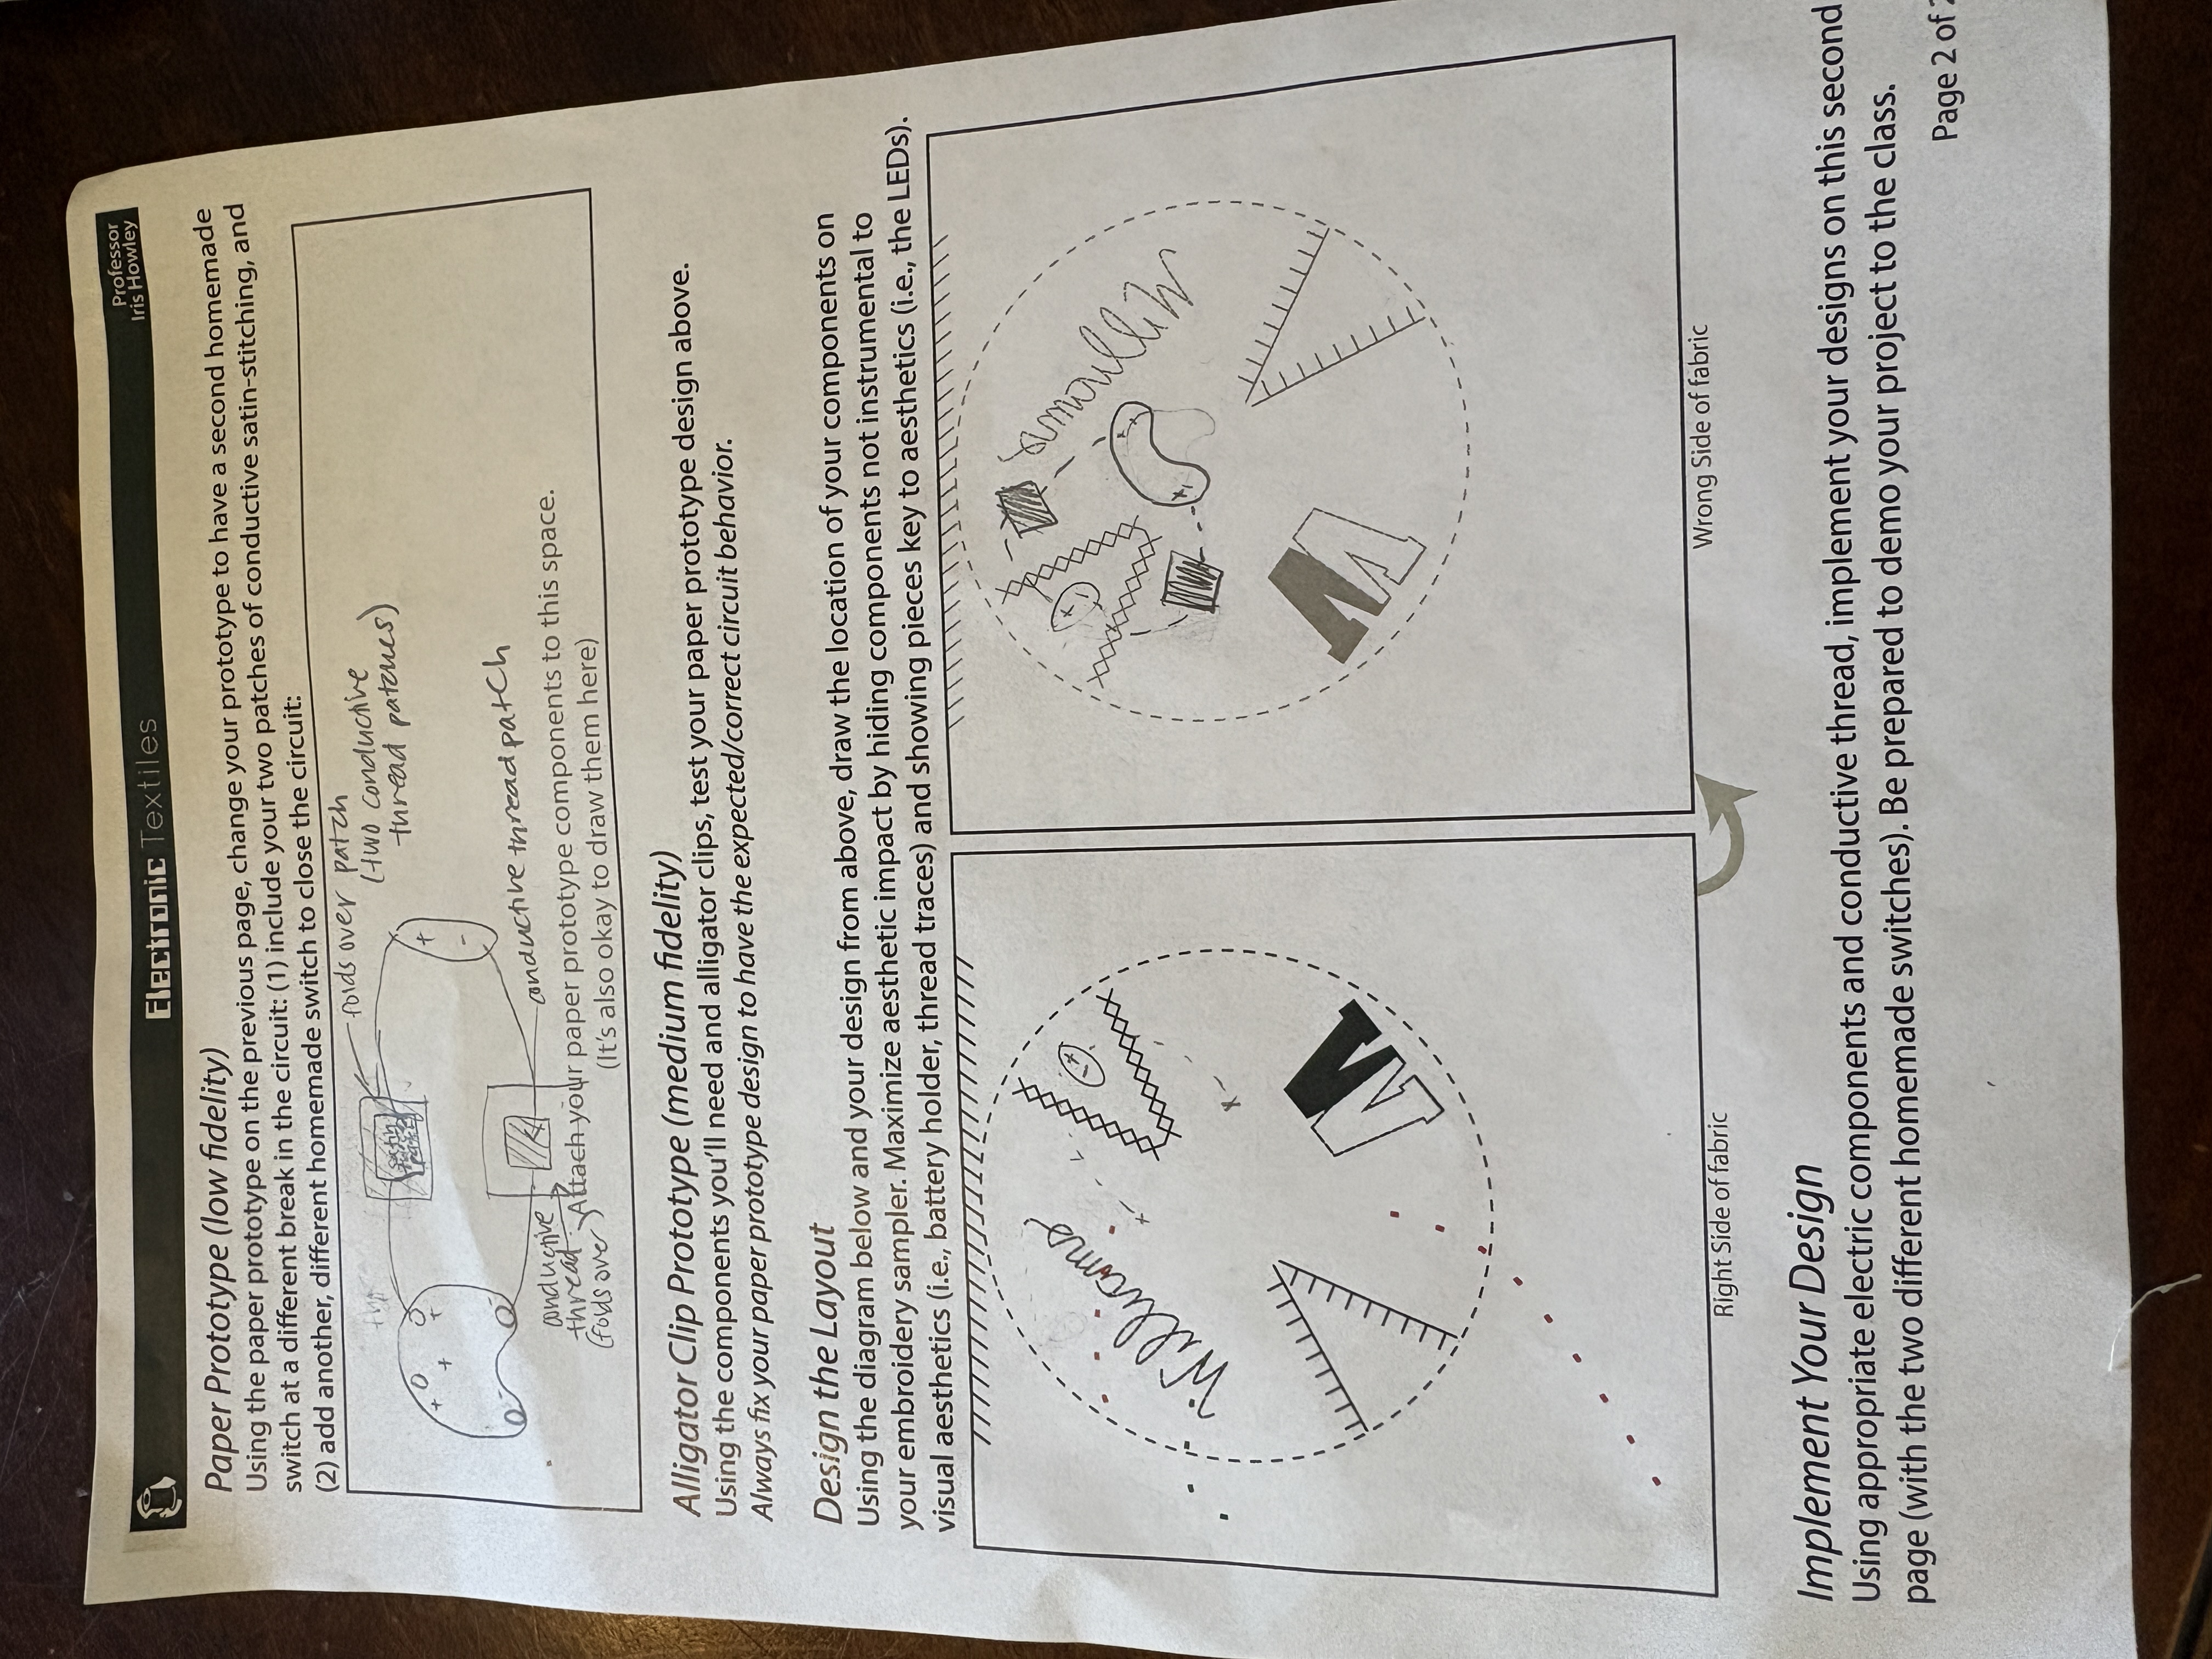 Electronic Textiles
Professor
Iris Howley
Paper Prototype (low fidelity)
Using the paper prototype on the previous page, change your prototype to have a second homemade
switch at a different break in the circuit: (1) include your two patches of conductive satin-stitching, and
(2) add another, different homemade switch to close the circuit:
folds over patch
(two conductive
thread patches)
satin
patch
+ + +
+
-
- -
conductive thread patch
conductive
thread
(folds over)
Attach your paper prototype components to this space.
(It's also okay to draw them here)
Alligator Clip Prototype (medium fidelity)
Using the components you'll need and alligator clips, test your paper prototype design above.
Always fix your paper prototype design to have the expected/correct circuit behavior.
Design the Layout
Using the diagram below and your design from above, draw the location of your components on
your embroidery sampler. Maximize aesthetic impact by hiding components not instrumental to
visual aesthetics (i.e., battery holder, thread traces) and showing pieces key to aesthetics (i.e., the LEDs).
Williams
Williams
W
W
Right Side of fabric
Wrong Side of fabric
Implement Your Design
Using appropriate electric components and conductive thread, implement your designs on this second
page (with the two different homemade switches). Be prepared to demo your project to the class.
Page 2 of 2